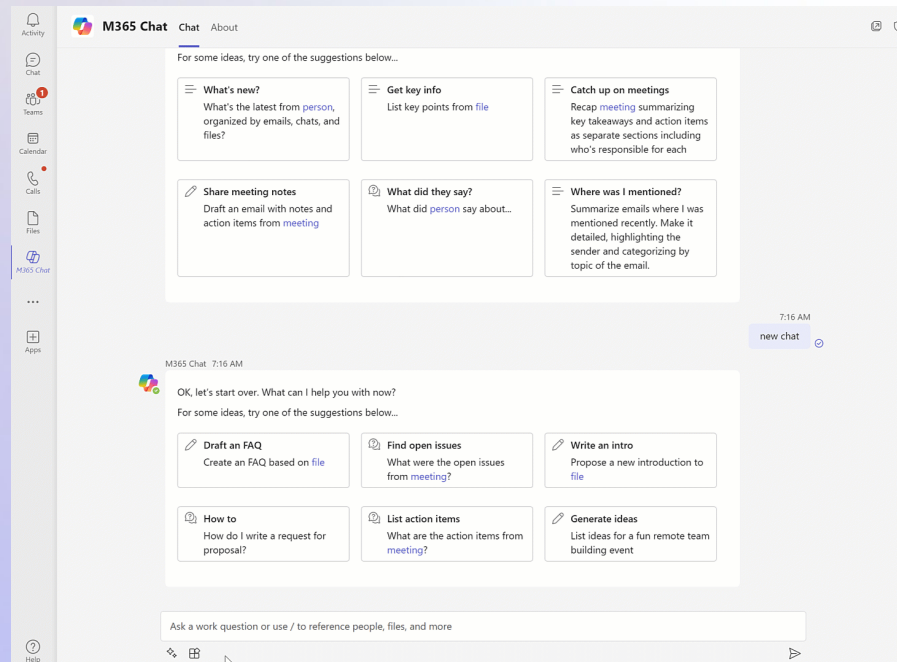 M365 Chat Chat About
Activity
Chat
1
Teams
Calendar
Calls
Files
M365 Chat
Apps
Help
For some ideas, try one of the suggestions below...
What's new?
What's the latest from person,
organized by emails, chats, and
files?
Get key info
List key points from file
Catch up on meetings
Recap meeting summarizing
key takeaways and action items
as separate sections including
who's responsible for each
Share meeting notes
Draft an email with notes and
action items from meeting
What did they say?
What did person say about...
Where was I mentioned?
Summarize emails where I was
mentioned recently. Make it
detailed, highlighting the
sender and categorizing by
topic of the email.
7:16 AM
new chat
M365 Chat 7:16 AM
OK, let's start over. What can I help you with now?
For some ideas, try one of the suggestions below...
Draft an FAQ
Create an FAQ based on file
Find open issues
What were the open issues
from meeting?
Write an intro
Propose a new introduction to
file
How to
How do I write a request for
proposal?
List action items
What are the action items from
meeting?
Generate ideas
List ideas for a fun remote team
building event
Ask a work question or use / to reference people, files, and more